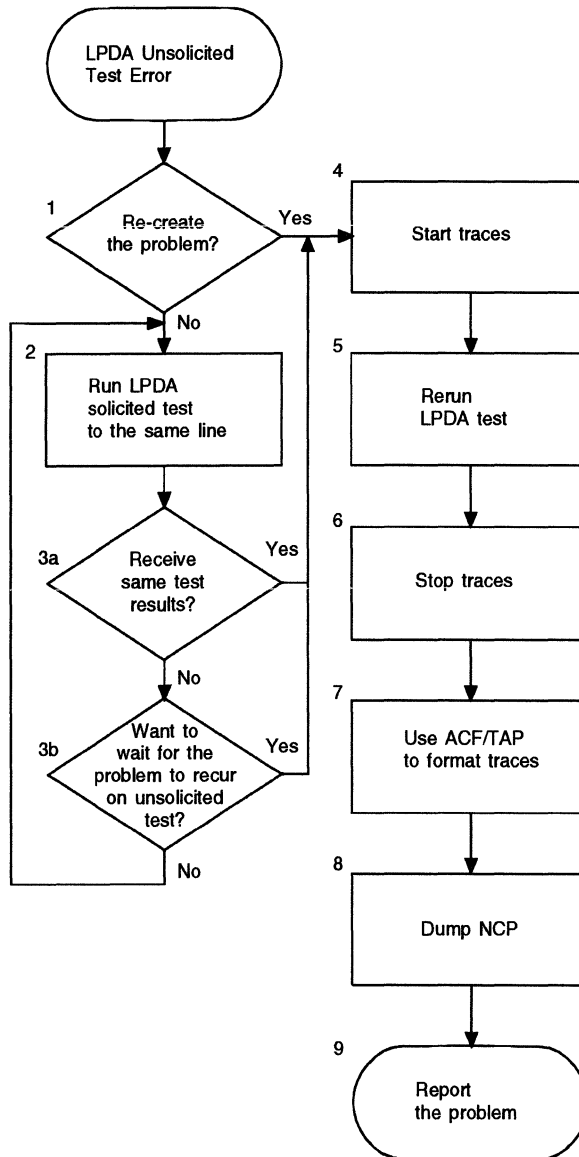 LPDA Unsolicited
Test Error
1
Re-create
the problem?
Yes
No
2
Run LPDA
solicited test
to the same line
3a
Receive
same test
results?
Yes
No
3b
Want to
wait for the
problem to recur
on unsolicited
test?
Yes
No
4
Start traces
5
Rerun
LPDA test
6
Stop traces
7
Use ACF/TAP
to format traces
8
Dump NCP
9
Report
the problem